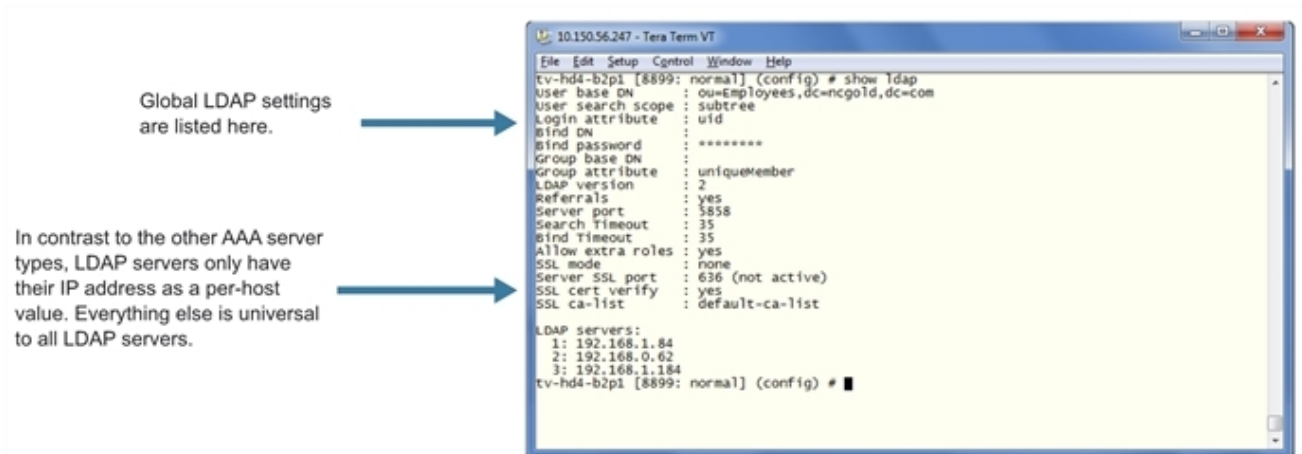 Global LDAP settings
are listed here.
In contrast to the other AAA server
types, LDAP servers only have
their IP address as a per-host
value. Everything else is universal
to all LDAP servers.
10.150.56.247 - Tera Term VT
File Edit Setup Control Window Help
tv-hd4-b2p1 [8899: normal] (config) # show ldap
User base DN : ou=Employees,dc=ncgold,dc=com
User search scope : subtree
Login attribute : uid
Bind DN :
Bind password : ********
Group base DN :
Group attribute : uniqueMember
LDAP version : 2
Referrals : yes
Server port : 5858
Search Timeout : 35
Bind Timeout : 35
Allow extra roles : yes
SSL mode : none
Server SSL port : 636 (not active)
SSL cert verify : yes
SSL ca-list : default-ca-list
LDAP servers:
1: 192.168.1.84
2: 192.168.0.62
3: 192.168.1.184
tv-hd4-b2p1 [8899: normal] (config) #